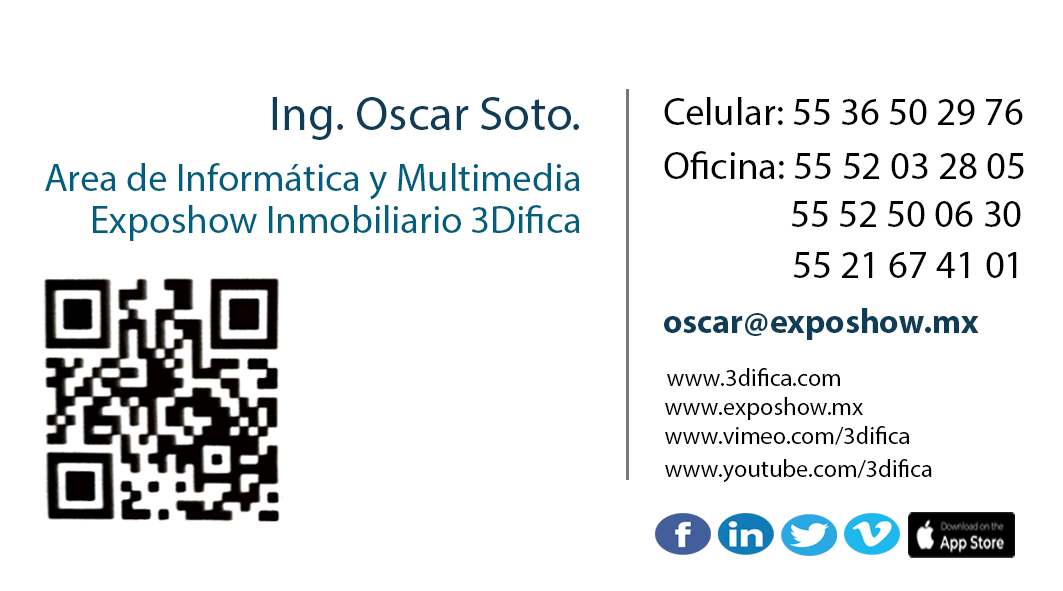 Ing. Oscar Soto.
Area de Informática y Multimedia
Exposhow Inmobiliario 3Difica
Celular: 55 36 50 29 76
Oficina: 55 52 03 28 05
55 52 50 06 30
55 21 67 41 01
oscar@exposhow.mx
www.3difica.com
www.exposhow.mx
www.vimeo.com/3difica
www.youtube.com/3difica
f in v Download on the
App Store